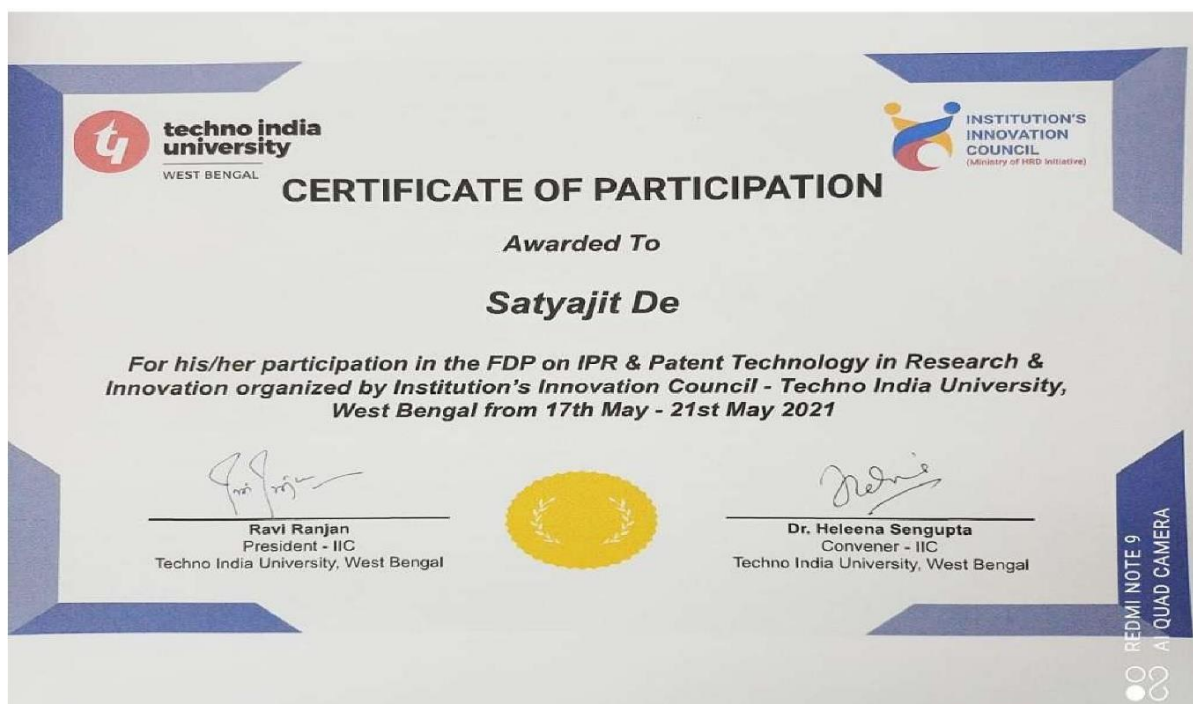 techno india
university
WEST BENGAL
INSTITUTION'S
INNOVATION
COUNCIL
(Ministry of HRD Initiative)
CERTIFICATE OF PARTICIPATION
Awarded To
Satyajit De
For his/her participation in the FDP on IPR & Patent Technology in Research &
Innovation organized by Institution's Innovation Council - Techno India University,
West Bengal from 17th May - 21st May 2021
Ravi Ranjan
President - IIC
Techno India University, West Bengal
Dr. Heleena Sengupta
Convener - IIC
Techno India University, West Bengal
REDMI NOTE 9
AI QUAD CAMERA